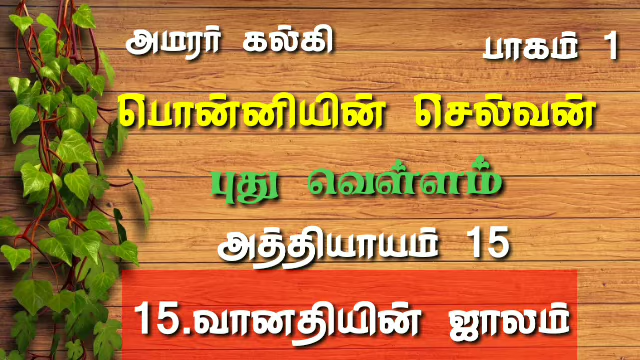 அமரர் கல்கி பாகம் 1
பொன்னியின் செல்வன்
புது வெள்ளம்
அத்தியாயம் 15
15.வானதியின் ஜாலம்